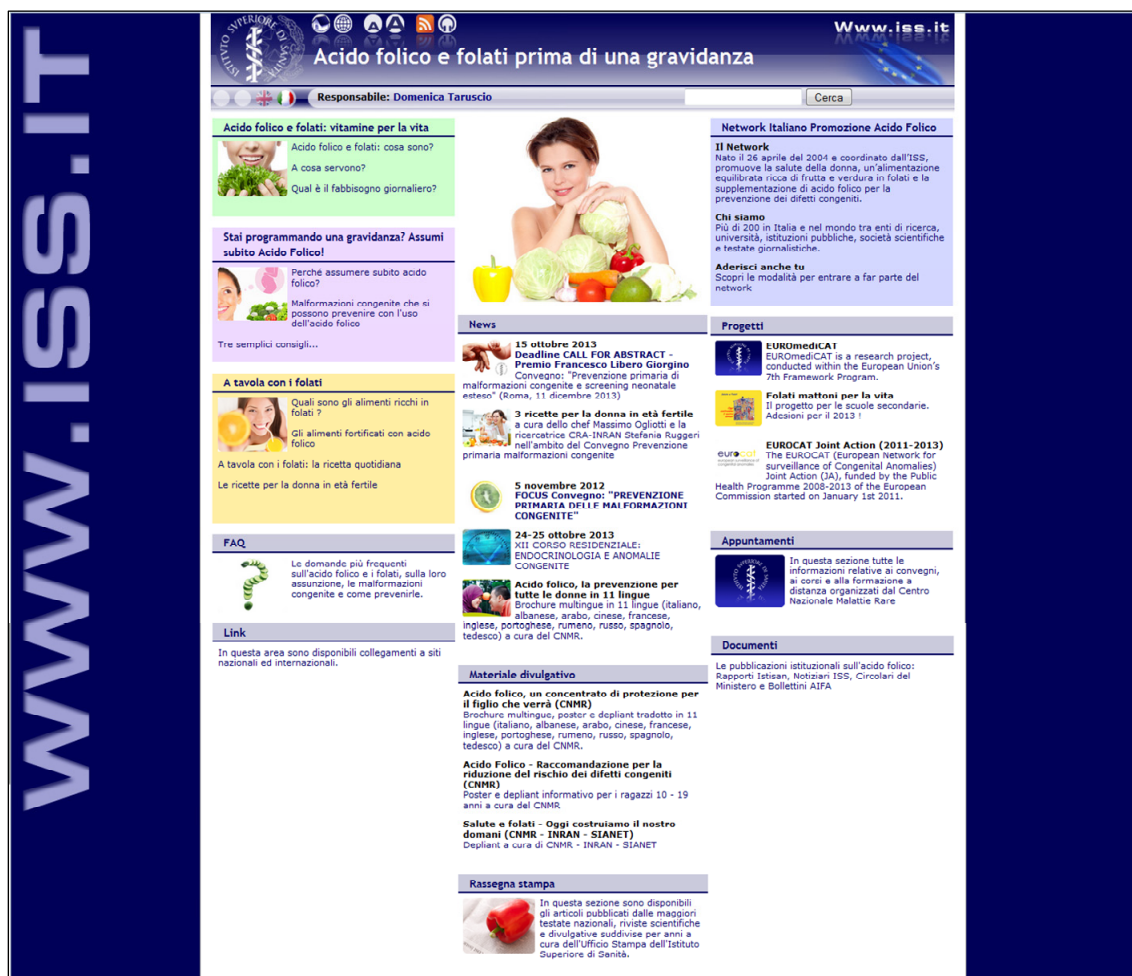 WWW.ISS.IT
ISTITUTO SVPERIORE DI SANITÀ
Www.iss.it
Acido folico e folati prima di una gravidanza
Responsabile: Domenica Taruscio
Cerca
Acido folico e folati: vitamine per la vita
Acido folico e folati: cosa sono?
A cosa servono?
Qual è il fabbisogno giornaliero?
Stai programmando una gravidanza? Assumi
subito Acido Folico!
Perché assumere subito acido
folico?
Malformazioni congenite che si
possono prevenire con l'uso
dell'acido folico
Tre semplici consigli...
A tavola con i folati
Quali sono gli alimenti ricchi in
folati ?
Gli alimenti fortificati con acido
folico
A tavola con i folati: la ricetta quotidiana
Le ricette per la donna in età fertile
FAQ
Le domande più frequenti
sull'acido folico e i folati, sulla loro
assunzione, le malformazioni
congenite e come prevenirle.
Link
In questa area sono disponibili collegamenti a siti
nazionali ed internazionali.
News
15 ottobre 2013
Deadline CALL FOR ABSTRACT -
Premio Francesco Libero Giorgino
Convegno: "Prevenzione primaria di
malformazioni congenite e screening neonatale
esteso" (Roma, 11 dicembre 2013)
3 ricette per la donna in età fertile
a cura dello chef Massimo Ogliotti e la
ricercatrice CRA-INRAN Stefania Ruggeri
nell'ambito del Convegno Prevenzione
primaria malformazioni congenite
5 novembre 2012
FOCUS Convegno: "PREVENZIONE
PRIMARIA DELLE MALFORMAZIONI
CONGENITE"
24-25 ottobre 2013
XII CORSO RESIDENZIALE:
ENDOCRINOLOGIA E ANOMALIE
CONGENITE
Acido folico, la prevenzione per
tutte le donne in 11 lingue
Brochure multingue in 11 lingue (italiano,
albanese, arabo, cinese, francese,
inglese, portoghese, rumeno, russo, spagnolo,
tedesco) a cura del CNMR.
Materiale divulgativo
Acido folico, un concentrato di protezione per
il figlio che verrà (CNMR)
Brochure multingue, poster e depliant tradotto in 11
lingue (italiano, albanese, arabo, cinese, francese,
inglese, portoghese, rumeno, russo, spagnolo,
tedesco) a cura del CNMR.
Acido Folico - Raccomandazione per la
riduzione del rischio dei difetti congeniti
(CNMR)
Poster e depliant informativo per i ragazzi 10 - 19
anni a cura del CNMR
Salute e folati - Oggi costruiamo il nostro
domani (CNMR - INRAN - SIANET)
Depliant a cura di CNMR - INRAN - SIANET
Rassegna stampa
In questa sezione sono disponibili
gli articoli pubblicati dalle maggiori
testate nazionali, riviste scientifiche
e divulgative suddivise per anni a
cura dell'Ufficio Stampa dell'Istituto
Superiore di Sanità.
Network Italiano Promozione Acido Folico
Il Network
Nato il 26 aprile del 2004 e coordinato dall'ISS,
promuove la salute della donna, un'alimentazione
equilibrata ricca di frutta e verdura in folati e la
supplementazione di acido folico per la
prevenzione dei difetti congeniti.
Chi siamo
Più di 200 in Italia e nel mondo tra enti di ricerca,
università, istituzioni pubbliche, società scientifiche
e testate giornalistiche.
Aderisci anche tu
Scopri le modalità per entrare a far parte del
network
Progetti
EUROmediCAT
EUROmediCAT is a research project,
conducted within the European Union's
7th Framework Program.
Folati mattoni per la vita
Il progetto per le scuole secondarie.
Adesioni per il 2013 !
eurocat
EUROCAT Joint Action (2011-2013)
The EUROCAT (European Network for
surveillance of Congenital Anomalies)
Joint Action (JA), funded by the Public
Health Programme 2008-2013 of the European
Commission started on January 1st 2011.
Appuntamenti
In questa sezione tutte le
informazioni relative ai convegni,
ai corsi e alla formazione a
distanza organizzati dal Centro
Nazionale Malattie Rare
Documenti
Le pubblicazioni istituzionali sull'acido folico:
Rapporti Istisan, Notiziari ISS, Circolari del
Ministero e Bollettini AIFA